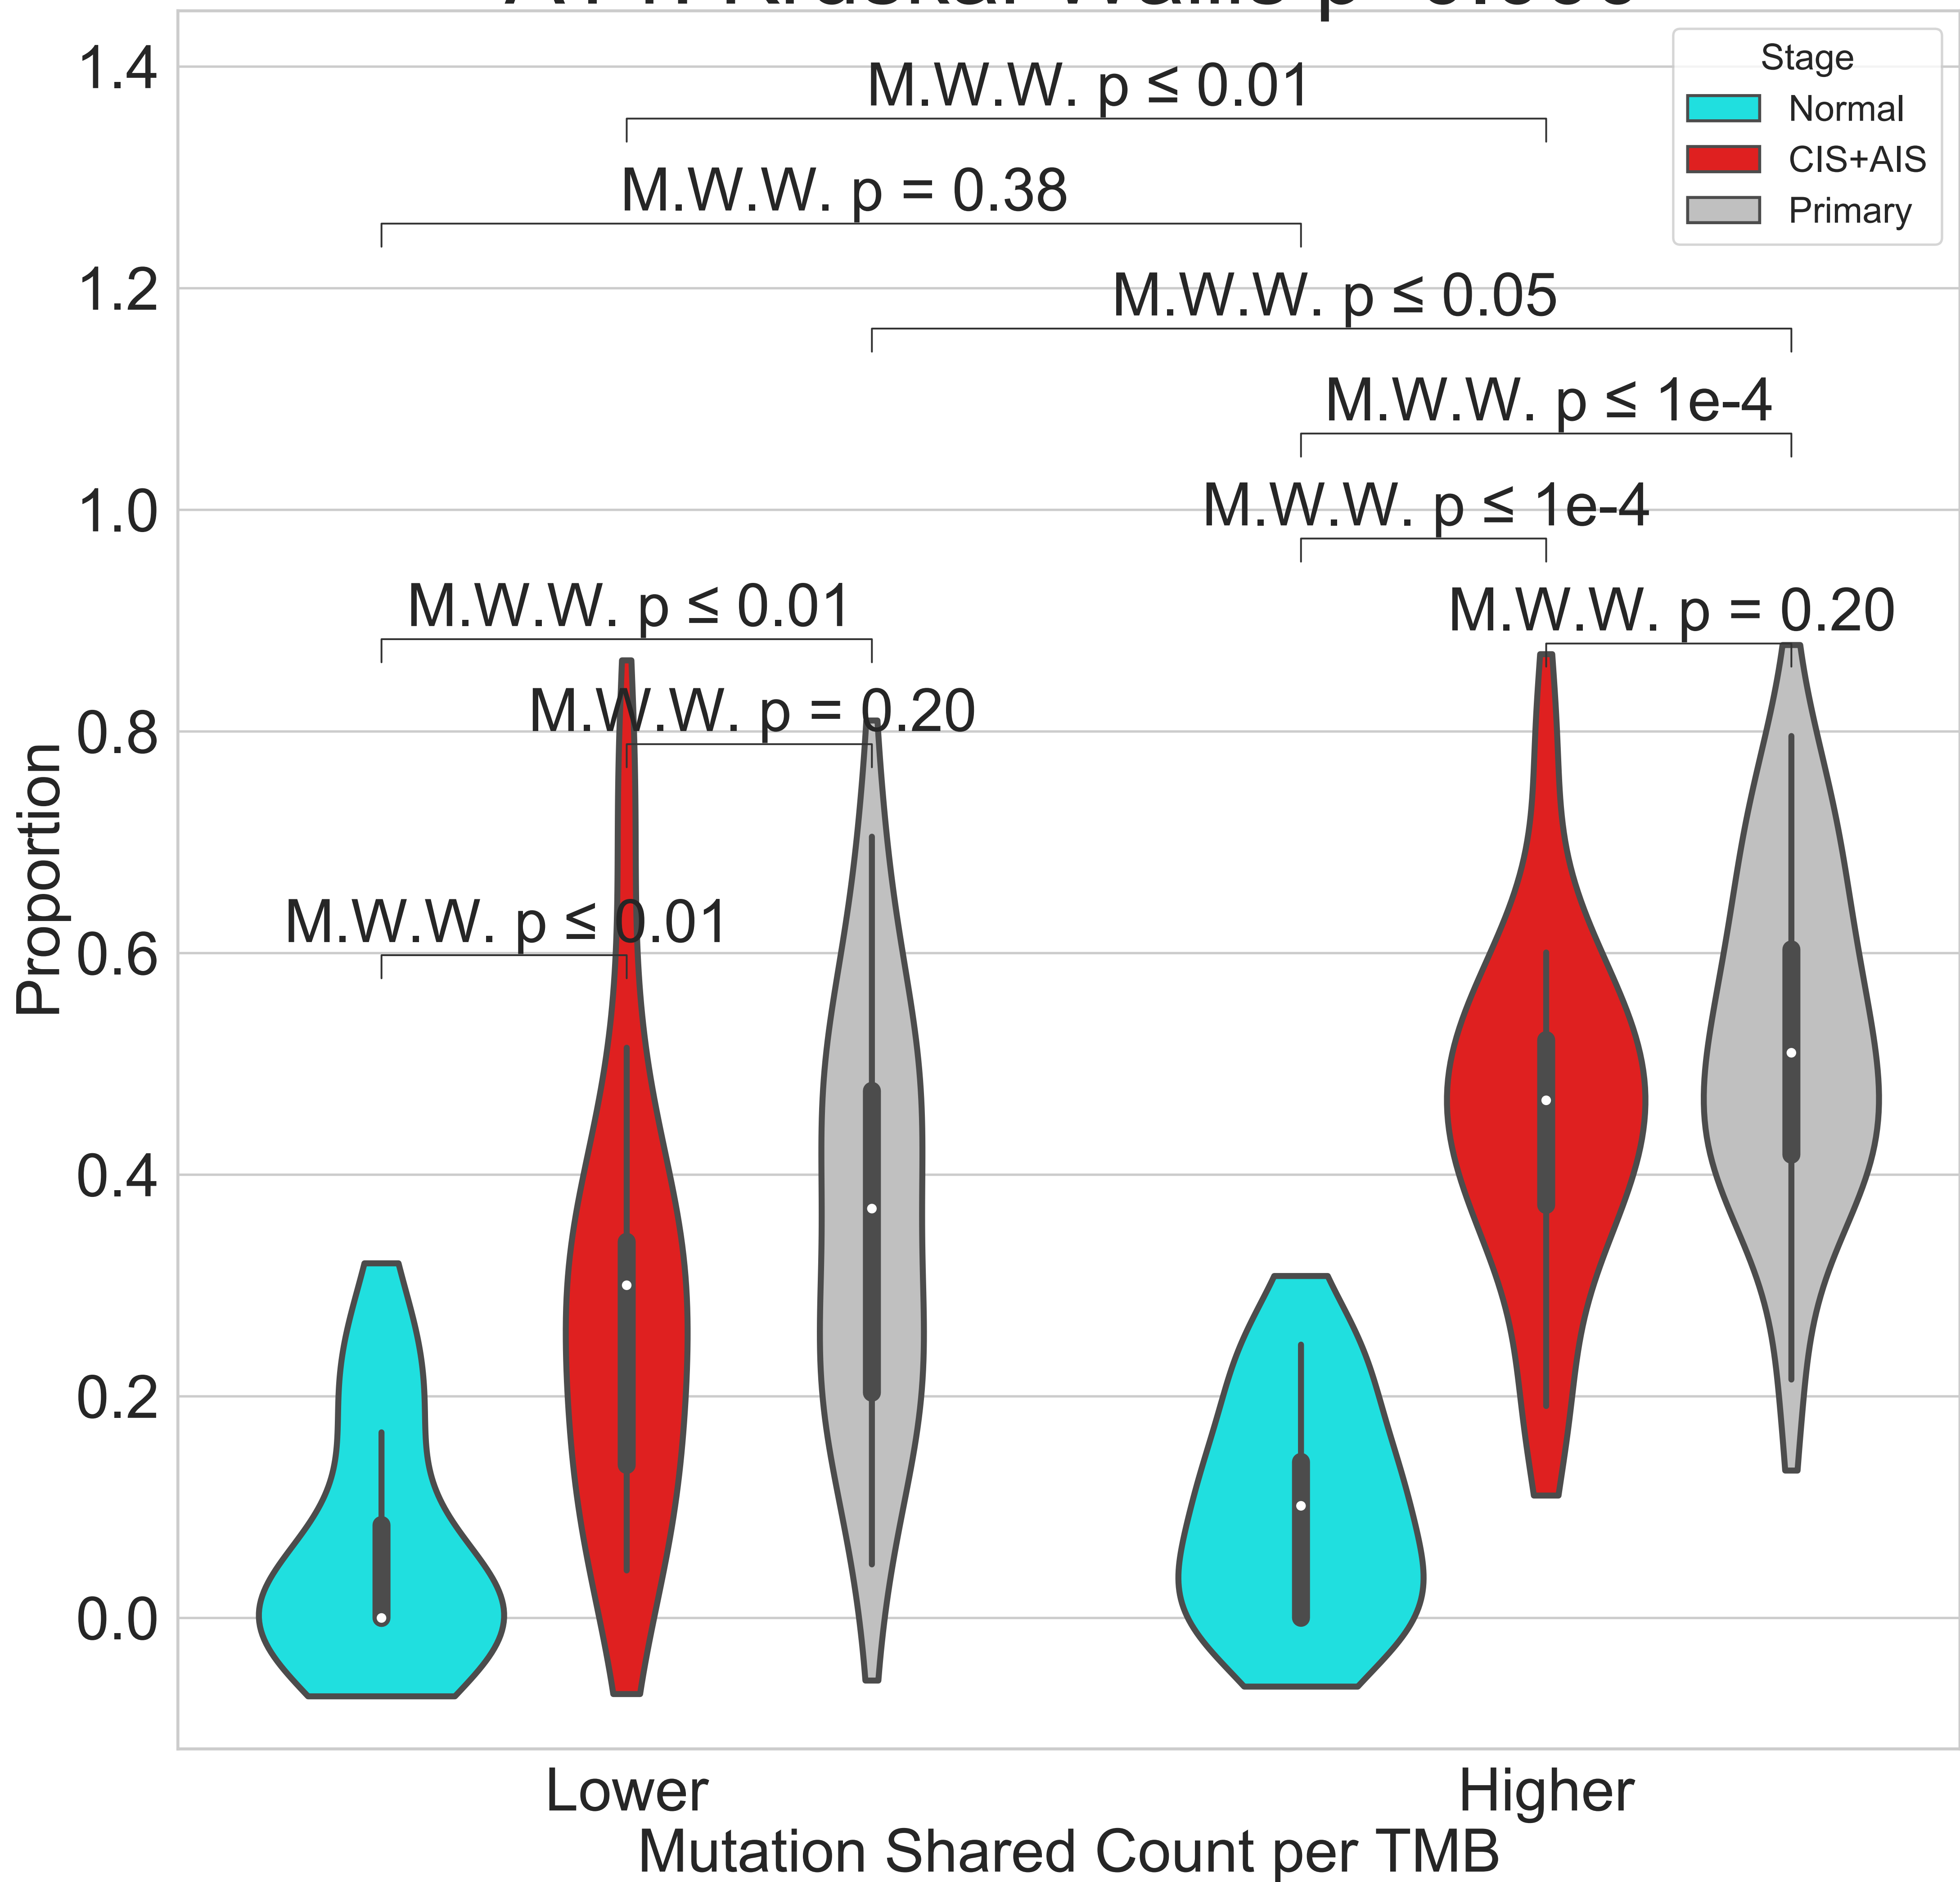 1.4
1.2
1.0
0.8
0.6
0.4
0.2
0.0
Proportion
M.W.W. p ≤ 0.01
M.W.W. p = 0.38
M.W.W. p ≤ 0.05
M.W.W. p ≤ 1e-4
M.W.W. p ≤ 1e-4
M.W.W. p ≤ 0.01
M.W.W. p = 0.20
M.W.W. p = 0.20
M.W.W. p ≤ 0.01
Stage
Normal
CIS+AIS
Primary
Lower
Higher
Mutation Shared Count per TMB